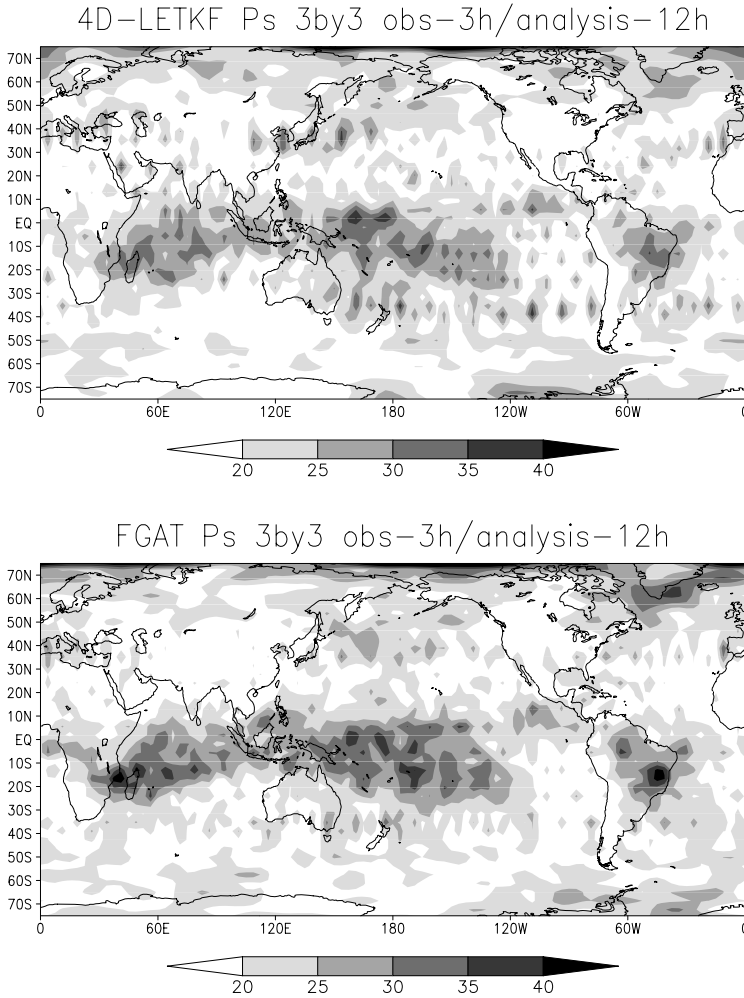 4D-LETKF Ps 3by3 obs-3h/analysis-12h
70N
60N
50N
40N
30N
20N
10N
EQ
10S
20S
30S
40S
50S
60S
70S
0 60E 120E 180 120W 60W 0
20 25 30 35 40
FGAT Ps 3by3 obs-3h/analysis-12h
70N
60N
50N
40N
30N
20N
10N
EQ
10S
20S
30S
40S
50S
60S
70S
0 60E 120E 180 120W 60W 0
20 25 30 35 40